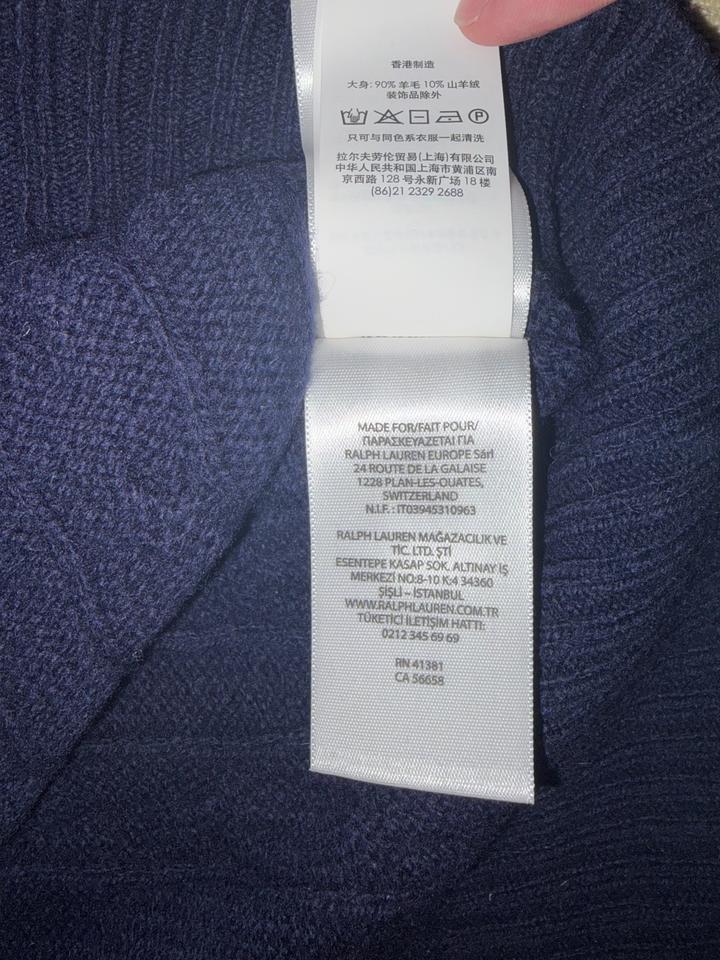 香港制造
大身: 90% 羊毛 10% 山羊绒
装饰品除外
只可与同色系衣服一起清洗
拉尔夫劳伦贸易(上海)有限公司
中华人民共和国上海市黄浦区南
京西路 128 号永新广场 18 楼
(86)21 2329 2688
MADE FOR/FAIT POUR/
ΠΑΡΑΣΚΕΥΑΖΕΤΑΙ ΓΙΑ
RALPH LAUREN EUROPE Sàrl
24 ROUTE DE LA GALAISE
1228 PLAN-LES-OUATES,
SWITZERLAND
N.I.F. : IT03945310963
RALPH LAUREN MAĞAZACILIK VE
TİC. LTD. ŞTİ
ESENTEPE KASAP SOK. ALTINAY İŞ
MERKEZİ NO:8-10 K:4 34360
ŞİŞLİ – İSTANBUL
WWW.RALPHLAUREN.COM.TR
TÜKETİCİ İLETİŞİM HATTI:
0212 345 69 69
RN 41381
CA 56658